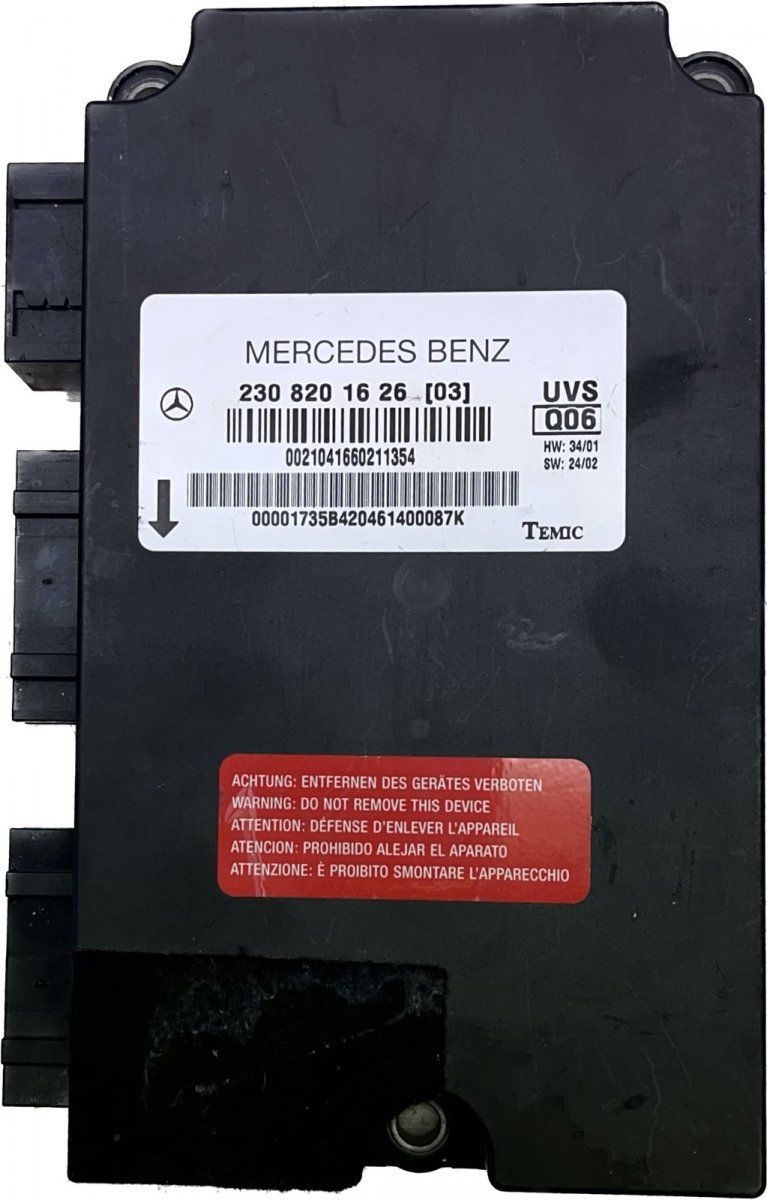 MERCEDES BENZ
230 820 16 26 [03]
UVS
Q06
HW: 34/01
SW: 24/02
0021041660211354
00001735B420461400087K
TEMIC
ACHTUNG: ENTFERNEN DES GERÄTES VERBOTEN
WARNING: DO NOT REMOVE THIS DEVICE
ATTENTION: DÉFENSE D'ENLEVER L'APPAREIL
ATENCION: PROHIBIDO ALEJAR EL APARATO
ATTENZIONE: È PROIBITO SMONTARE L'APPARECCHIO